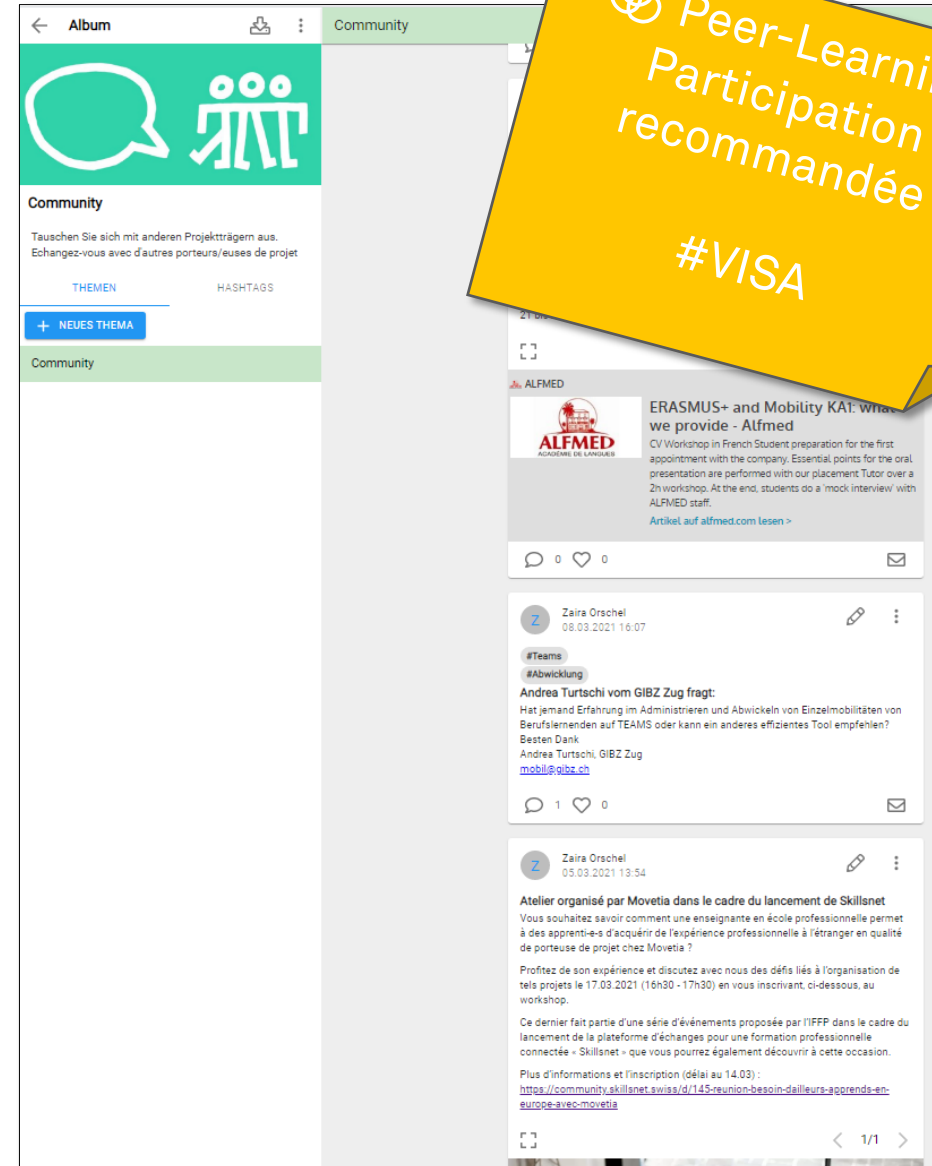 Album
Community
Community
Tauschen Sie sich mit anderen Projektträgern aus.
Echangez-vous avec d'autres porteurs/euses de projet
THEMEN
HASHTAGS
+ NEUES THEMA
Community
Peer-Learni
Participation
recommandée
#VISA
ALFMED
ALFMED
ACADÉMIE DE LANGUES
ERASMUS+ and Mobility KA1: what
we provide - Alfmed
CV Workshop in French Student preparation for the first
appointment with the company. Essential points for the oral
presentation are performed with our placement Tutor over a
2h workshop. At the end, students do a 'mock interview' with
ALFMED staff.
Artikel auf alfmed.com lesen >
0 0
Z
Zaira Orschel
08.03.2021 16:07
#Teams
#Abwicklung
Andrea Turtschi vom GIBZ Zug fragt:
Hat jemand Erfahrung im Administrieren und Abwickeln von Einzelmobilitäten von
Berufslernenden auf TEAMS oder kann ein anderes effizientes Tool empfehlen?
Besten Dank
Andrea Turtschi, GIBZ Zug
mobil@gibz.ch
1 0
Z
Zaira Orschel
05.03.2021 13:54
Atelier organisé par Movetia dans le cadre du lancement de Skillsnet
Vous souhaitez savoir comment une enseignante en école professionnelle permet
à des apprenti-e-s d'acquérir de l'expérience professionnelle à l'étranger en qualité
de porteuse de projet chez Movetia ?
Profitez de son expérience et discutez avec nous des défis liés à l'organisation de
tels projets le 17.03.2021 (16h30 - 17h30) en vous inscrivant, ci-dessous, au
workshop.
Ce dernier fait partie d'une série d'événements proposée par l'IFFP dans le cadre du
lancement de la plateforme d'échanges pour une formation professionnelle
connectée « Skillsnet » que vous pourrez également découvrir à cette occasion.
Plus d'informations et l'inscription (délai au 14.03) :
https://community.skillsnet.swiss/d/145-reunion-besoin-dailleurs-apprends-en-
europe-avec-movetia
1/1